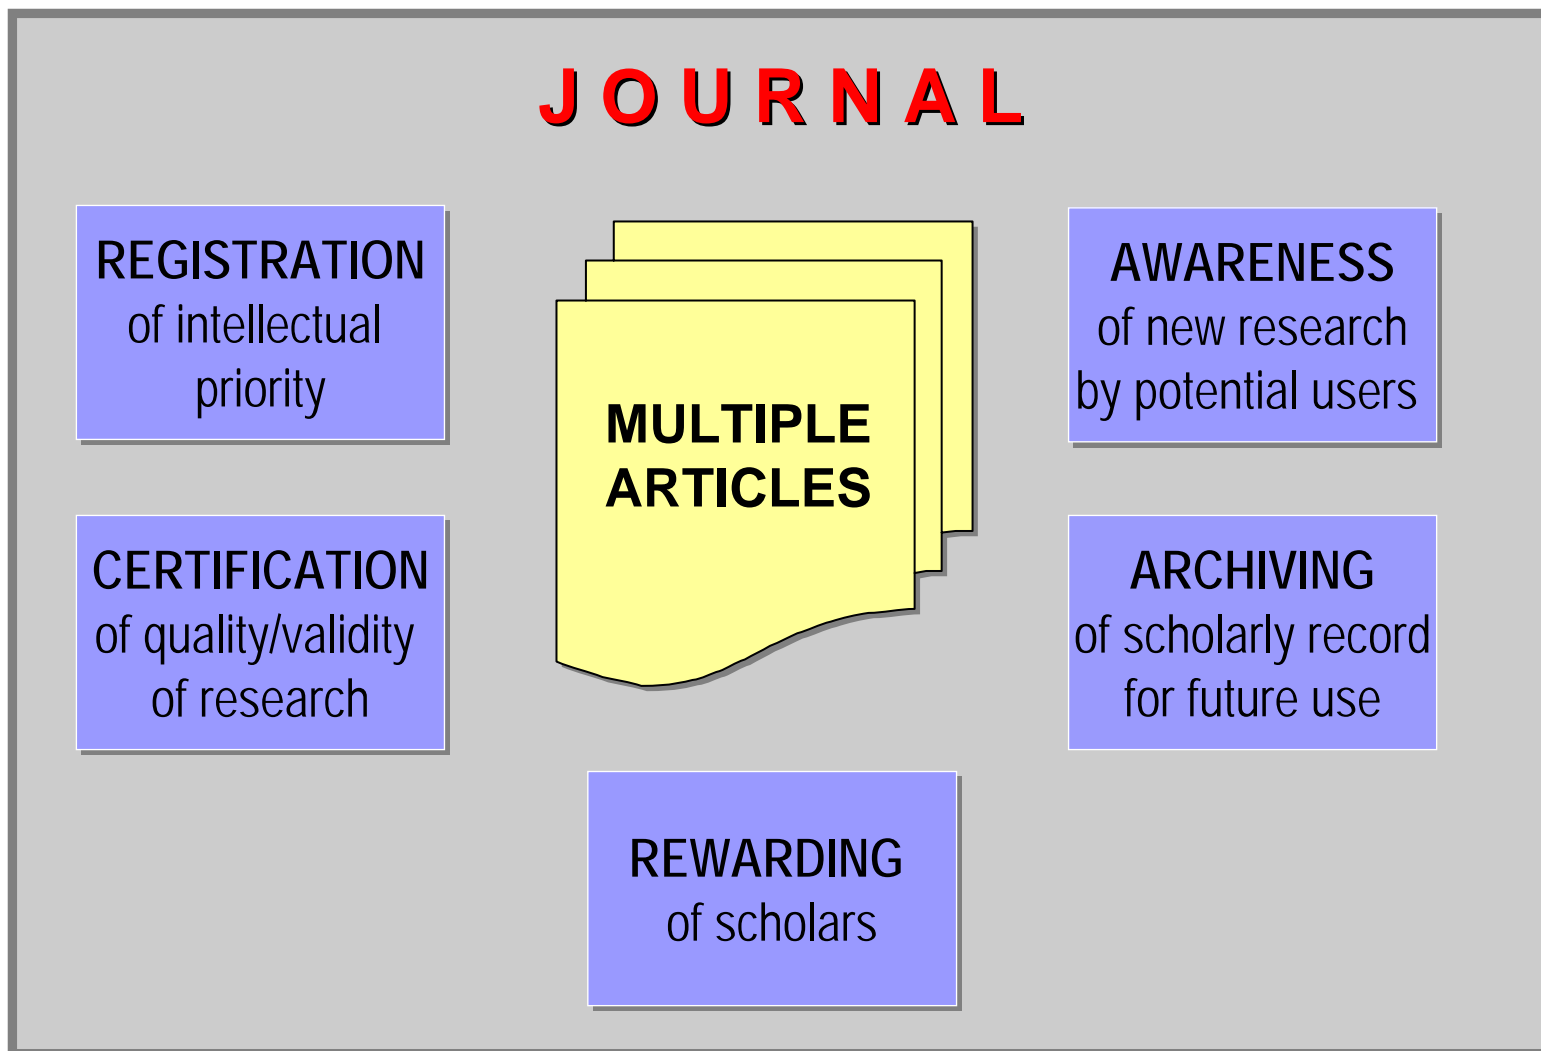 JOURNAL
REGISTRATION
of intellectual
priority
CERTIFICATION
of quality/validity
of research
MULTIPLE
ARTICLES
AWARENESS
of new research
by potential users
ARCHIVING
of scholarly record
for future use
REWARDING
of scholars